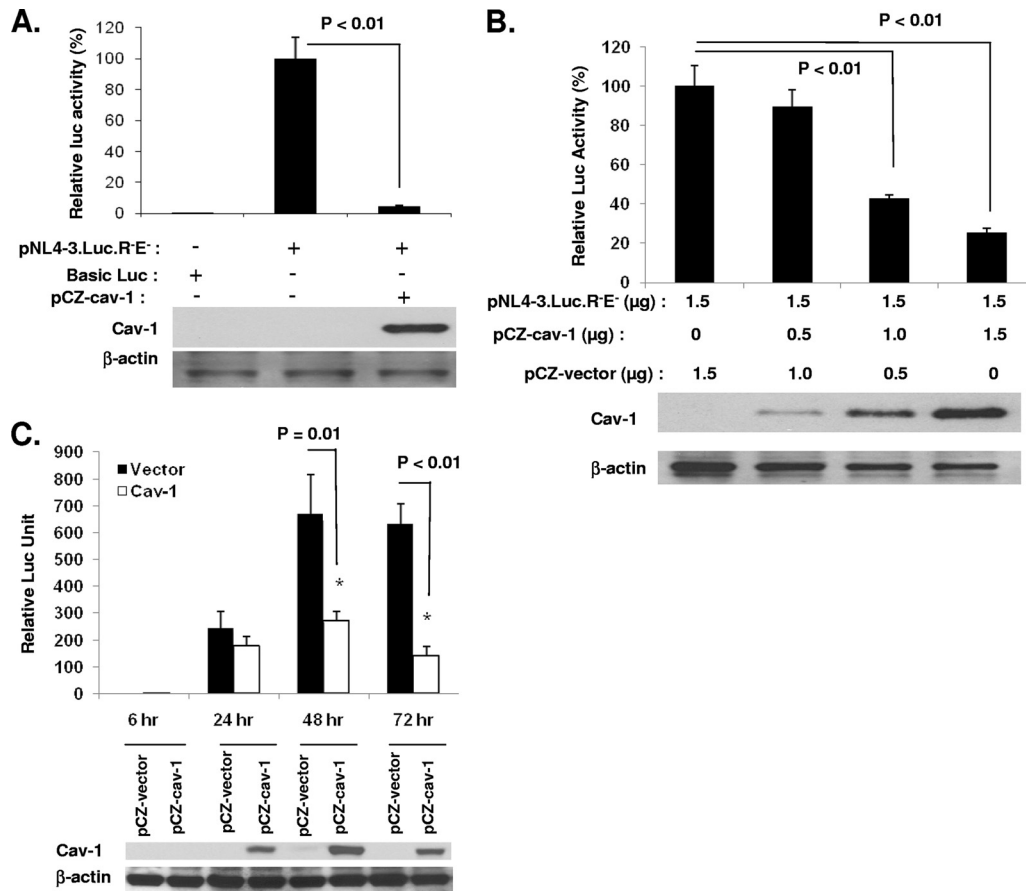 A.
P < 0.01
Relative luc activity (%)
120
100
80
60
40
20
0
pNL4-3.Luc.R-E- : - + +
Basic Luc : + - -
pCZ-cav-1 : - - +
Cav-1
β-actin
B.
P < 0.01
P < 0.01
Relative Luc Activity (%)
120
100
80
60
40
20
0
pNL4-3.Luc.R-E- (µg) : 1.5 1.5 1.5 1.5
pCZ-cav-1 (µg) : 0 0.5 1.0 1.5
pCZ-vector (µg) : 1.5 1.0 0.5 0
Cav-1
β-actin
C.
P = 0.01
P < 0.01
Vector
Cav-1
*
*
Relative Luc Unit
900
800
700
600
500
400
300
200
100
0
6 hr 24 hr 48 hr 72 hr
pCZ-vector
pCZ-cav-1
pCZ-vector
pCZ-cav-1
pCZ-vector
pCZ-cav-1
pCZ-vector
pCZ-cav-1
Cav-1
β-actin